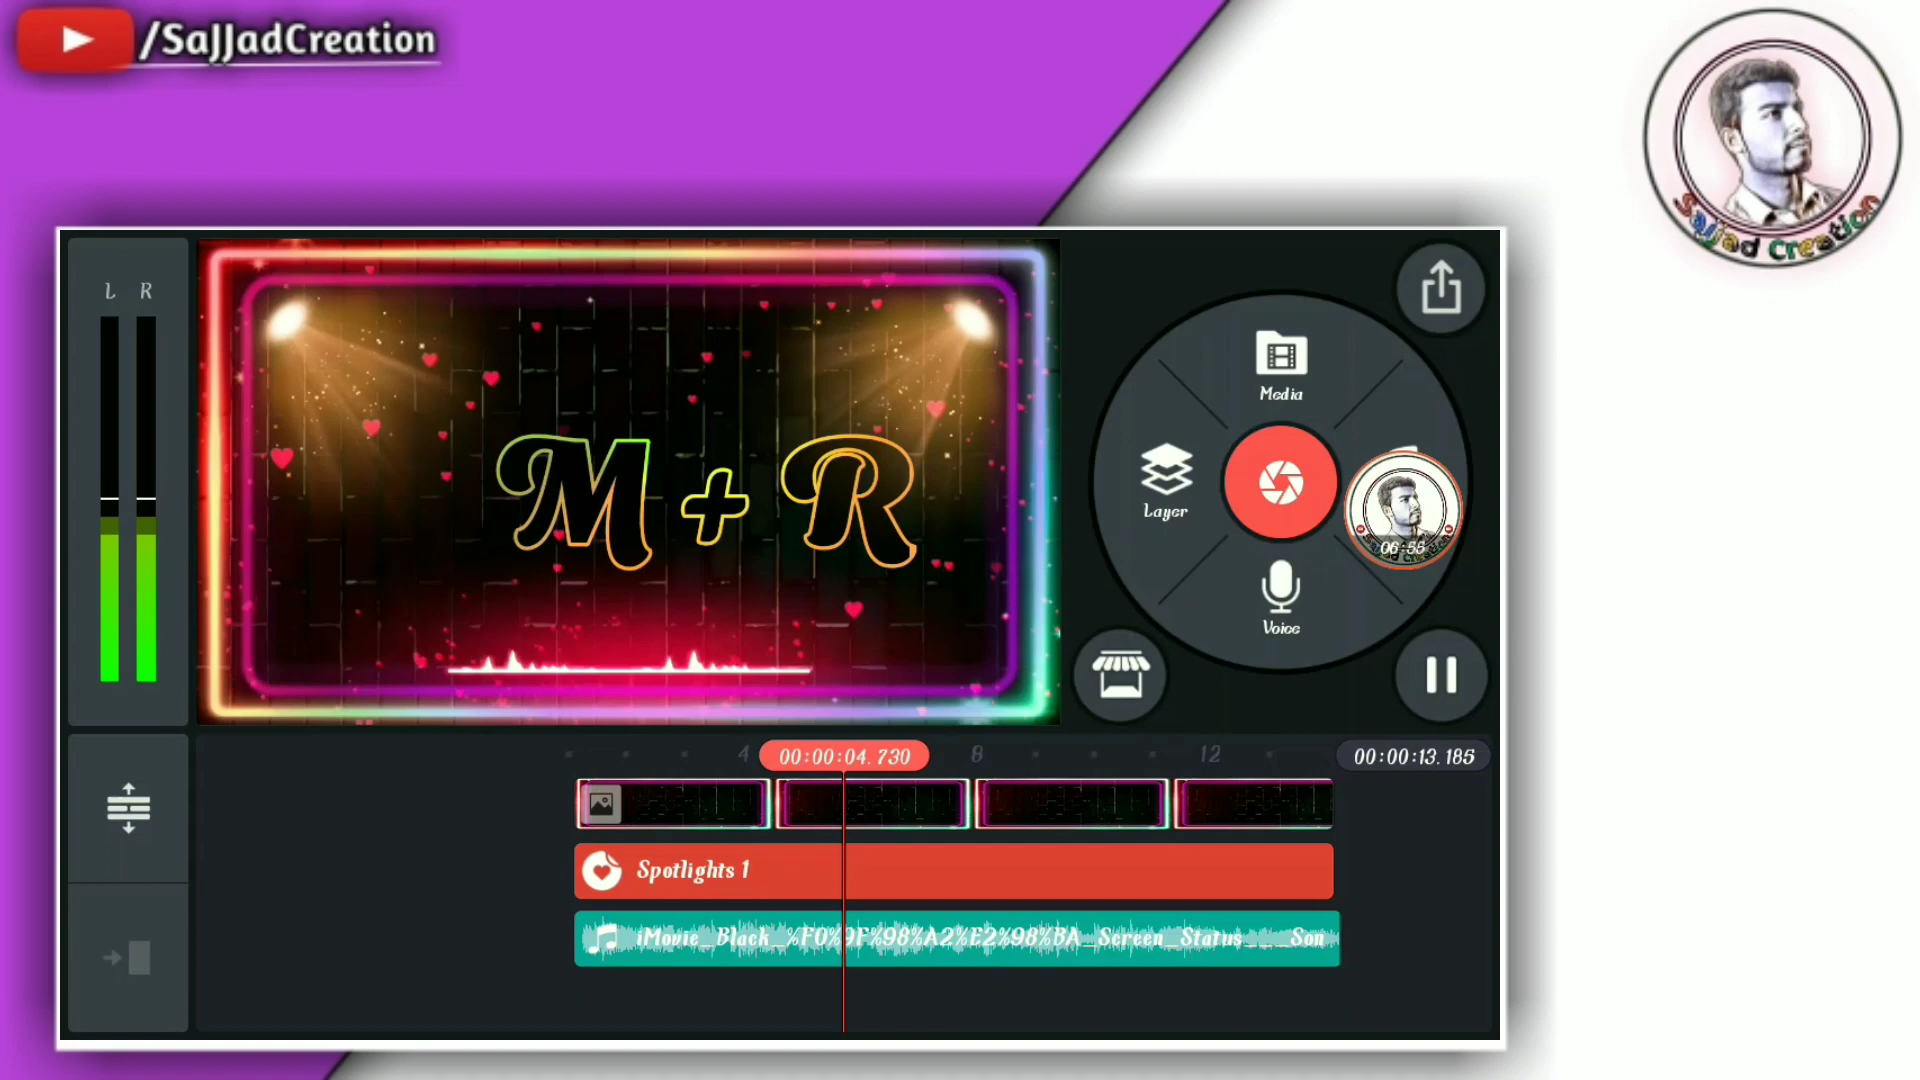 /SaJJadCreation
Sajjad Creation
L R
M + R
Media
Layer
06:55
Voice
4
00:00:04.730
8
12
00:00:13.185
Spotlights 1
iMovie_Black_%F0%9F%98%A2%E2%98%BA_Screen_Status___Son